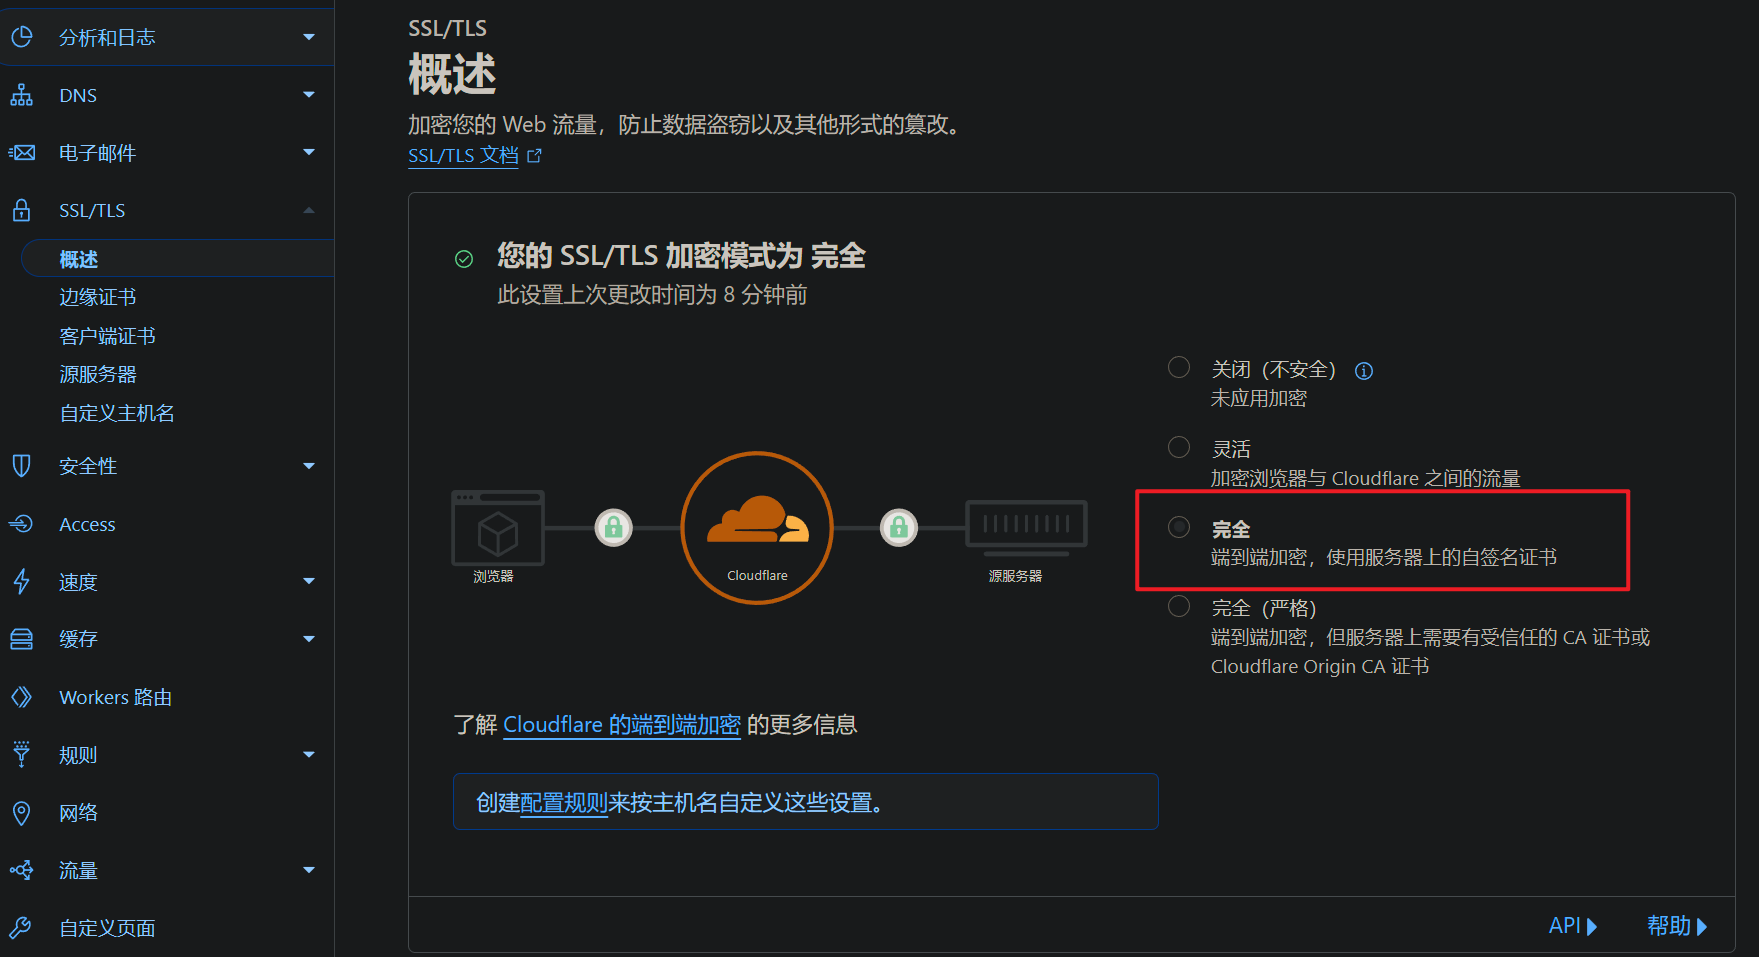 分析和日志
DNS
电子邮件
SSL/TLS
概述
边缘证书
客户端证书
源服务器
自定义主机名
安全性
Access
速度
缓存
Workers 路由
规则
网络
流量
自定义页面
SSL/TLS
概述
加密您的 Web 流量，防止数据盗窃以及其他形式的篡改。
SSL/TLS 文档
您的 SSL/TLS 加密模式为 完全
此设置上次更改时间为 8 分钟前
浏览器
Cloudflare
源服务器
关闭（不安全）
未应用加密
灵活
加密浏览器与 Cloudflare 之间的流量
完全
端到端加密，使用服务器上的自签名证书
完全（严格）
端到端加密，但服务器上需要有受信任的 CA 证书或
Cloudflare Origin CA 证书
了解 Cloudflare 的端到端加密 的更多信息
创建配置规则来按主机名自定义这些设置。
API
帮助